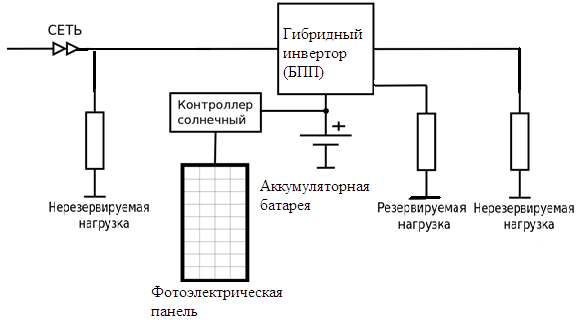 СЕТЬ
Гибридный
инвертор
(БПП)
Контроллер
солнечный
+
Аккумуляторная
батарея
Нерезервируемая
нагрузка
Резервируемая
нагрузка
Нерезервируемая
нагрузка
Фотоэлектрическая
панель